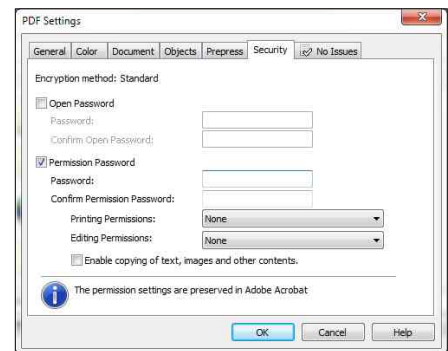 PDF Settings
General Color Document Objects Prepress Security No Issues
Encryption method: Standard
Open Password
Password:
Confirm Open Password:
Permission Password
Password:
Confirm Permission Password:
Printing Permissions: None
Editing Permissions: None
Enable copying of text, images and other contents.
The permission settings are preserved in Adobe Acrobat
OK Cancel Help